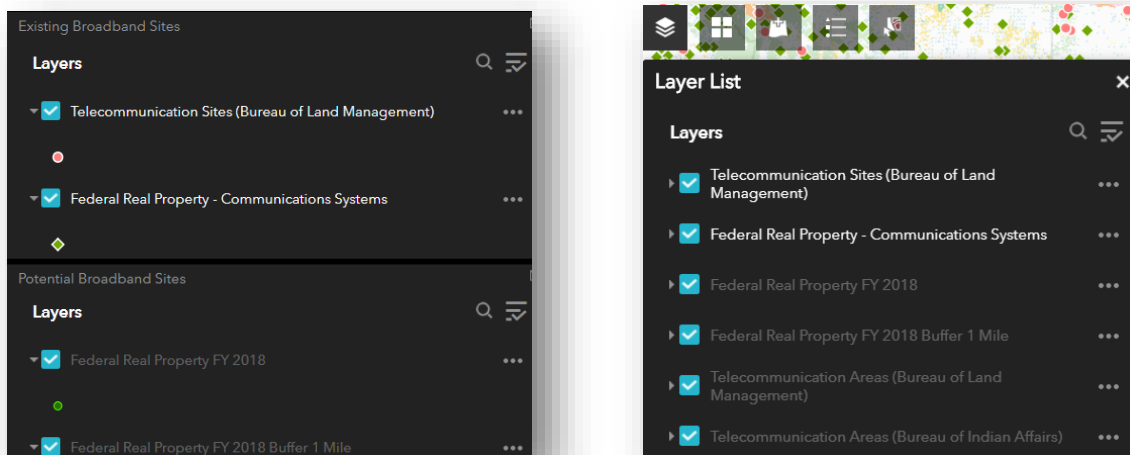 Existing Broadband Sites
Layers
Telecommunication Sites (Bureau of Land Management)
Federal Real Property - Communications Systems
Potential Broadband Sites
Layers
Federal Real Property FY 2018
Federal Real Property FY 2018 Buffer 1 Mile
Layer List
Layers
Telecommunication Sites (Bureau of Land
Management)
Federal Real Property - Communications Systems
Federal Real Property FY 2018
Federal Real Property FY 2018 Buffer 1 Mile
Telecommunication Areas (Bureau of Land
Management)
Telecommunication Areas (Bureau of Indian Affairs)